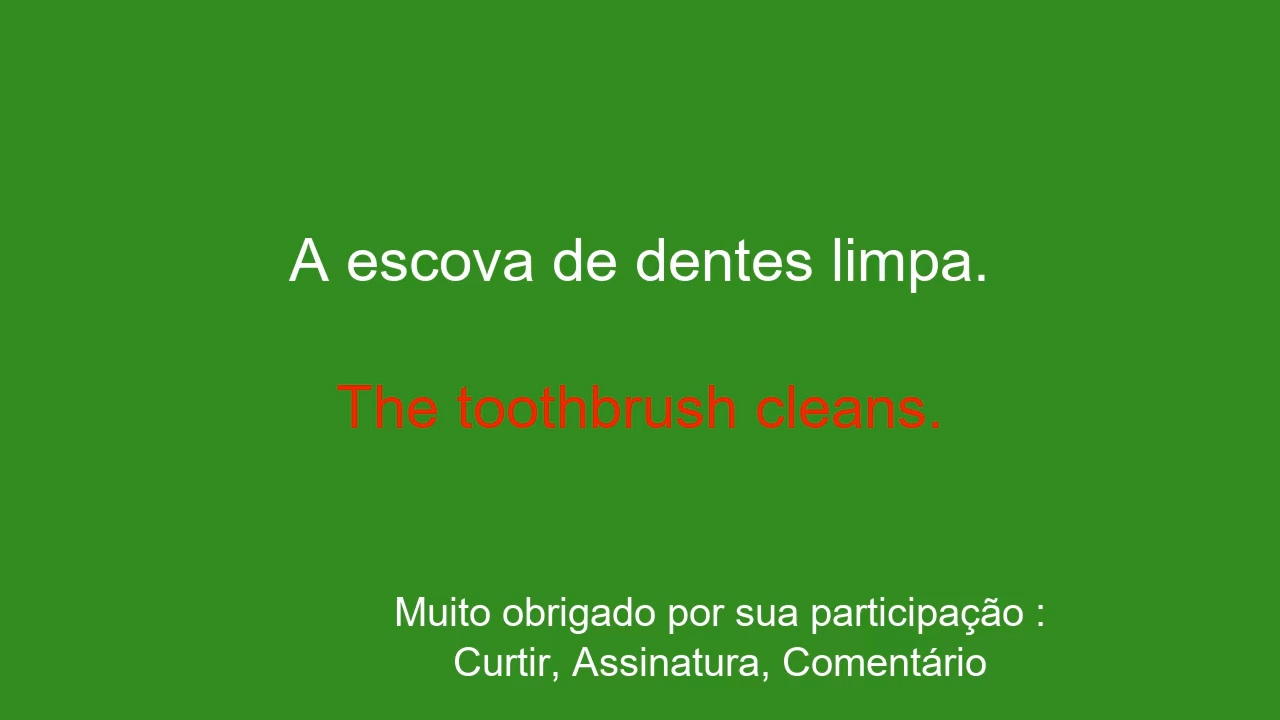 A escova de dentes limpa.
The toothbrush cleans.
Muito obrigado por sua participação :
Curtir, Assinatura, Comentário